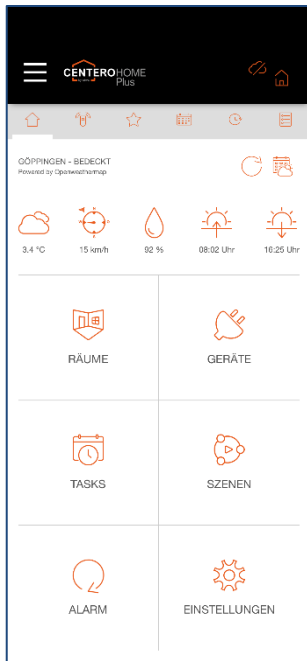 CENTEROHOME
Plus
GÖPPINGEN - BEDECKT
Powered by Openweathermap
3.4 °C
15 km/h
92 %
08:02 Uhr
16:25 Uhr
RÄUME
GERÄTE
TASKS
SZENEN
ALARM
EINSTELLUNGEN